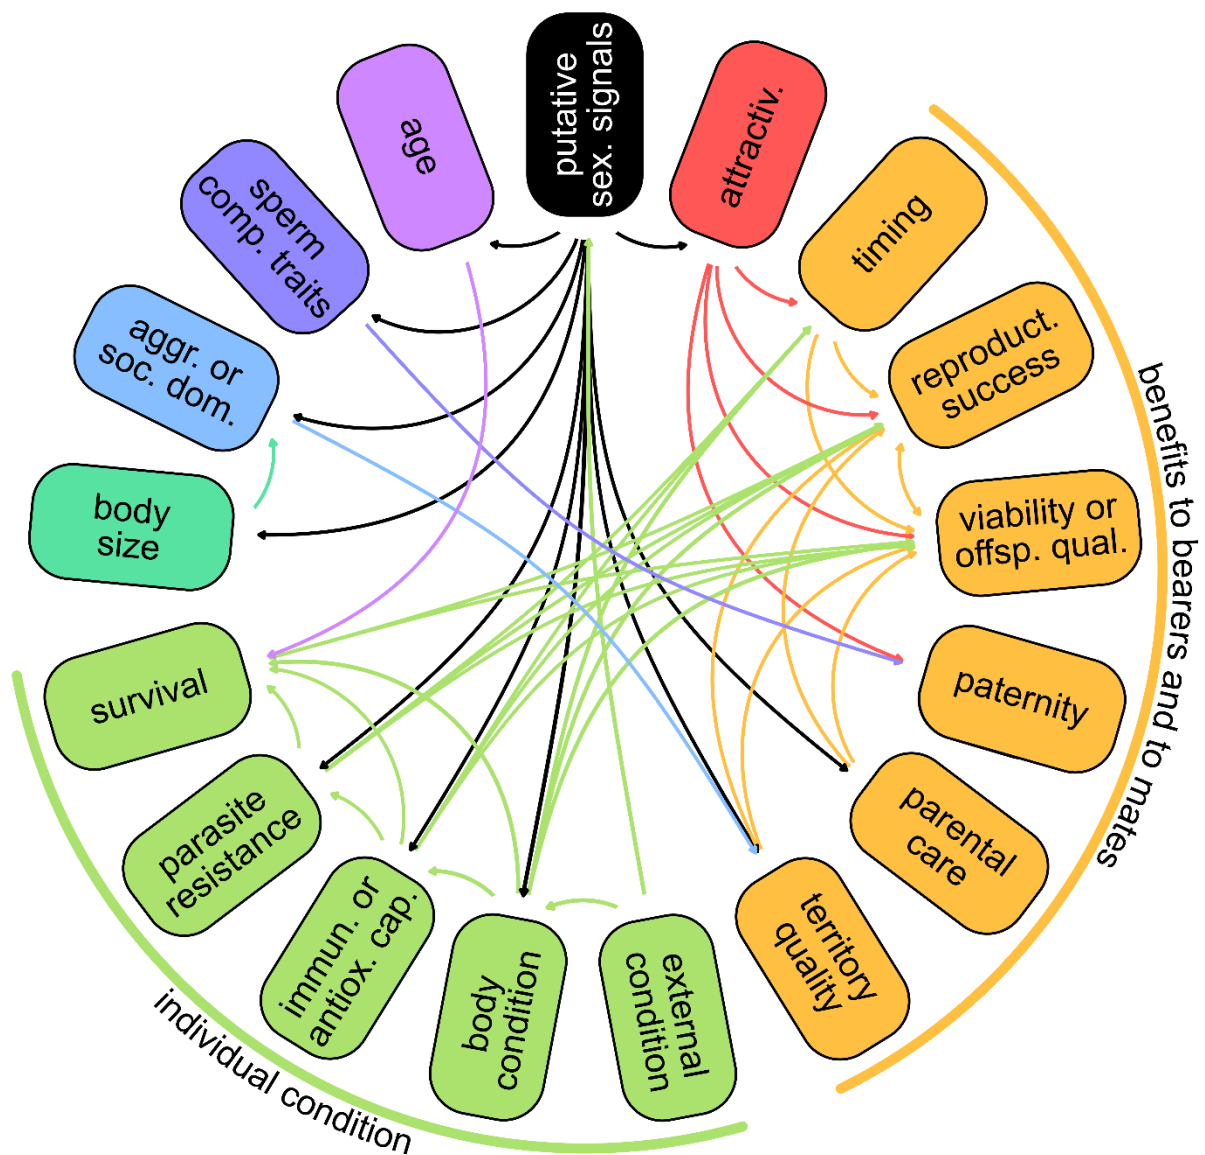 putative
sex. signals
attractiv.
timing
reproduct.
success
viability or
offsp. qual.
paternity
parental
care
territory
quality
external
condition
body
condition
immun. or
antiox. cap.
parasite
resistance
survival
body
size
aggr. or
soc. dom.
sperm
comp. traits
age
benefits to bearers and to mates
individual condition